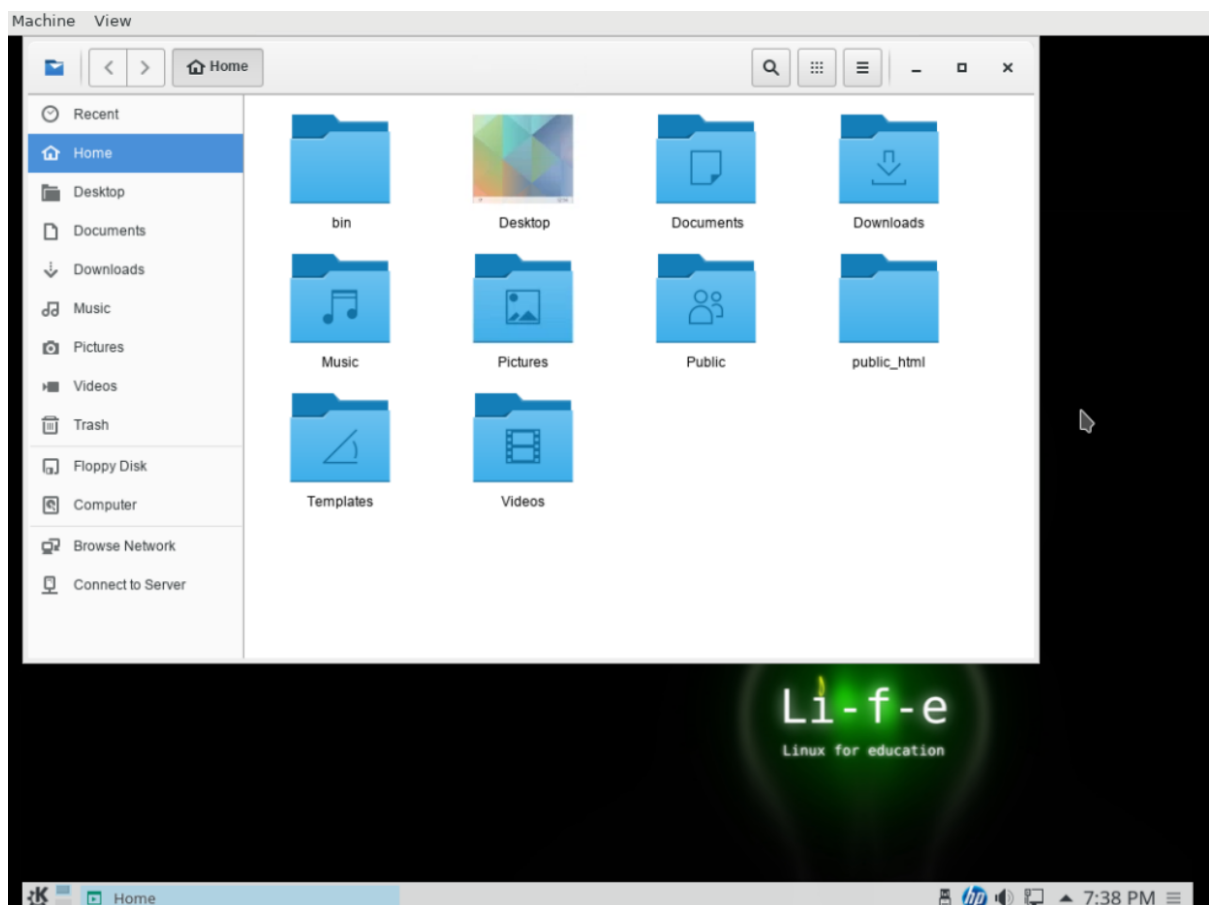 Machine View
Home
Recent
Home
Desktop
Documents
Downloads
Music
Pictures
Videos
Trash
Floppy Disk
Computer
Browse Network
Connect to Server
bin Desktop Documents Downloads
Music Pictures Public public_html
Templates Videos
Li-f-e
Linux for education
Home hp 7:38 PM